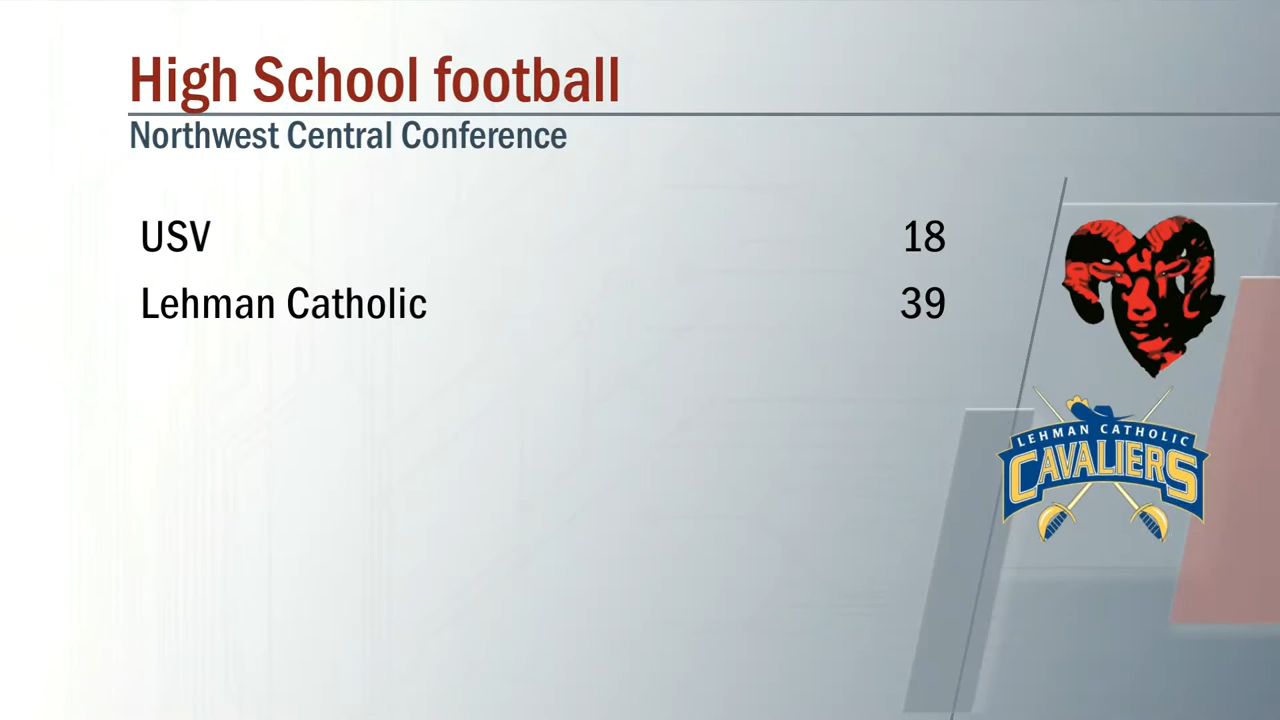 High School football
Northwest Central Conference
USV 18
Lehman Catholic 39
LEHMAN CATHOLIC
CAVALIERS